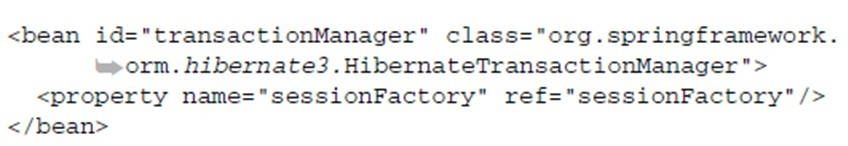 <bean id="transactionManager" class="org.springframework.
➥orm.hibernate3.HibernateTransactionManager">
<property name="sessionFactory" ref="sessionFactory"/>
</bean>